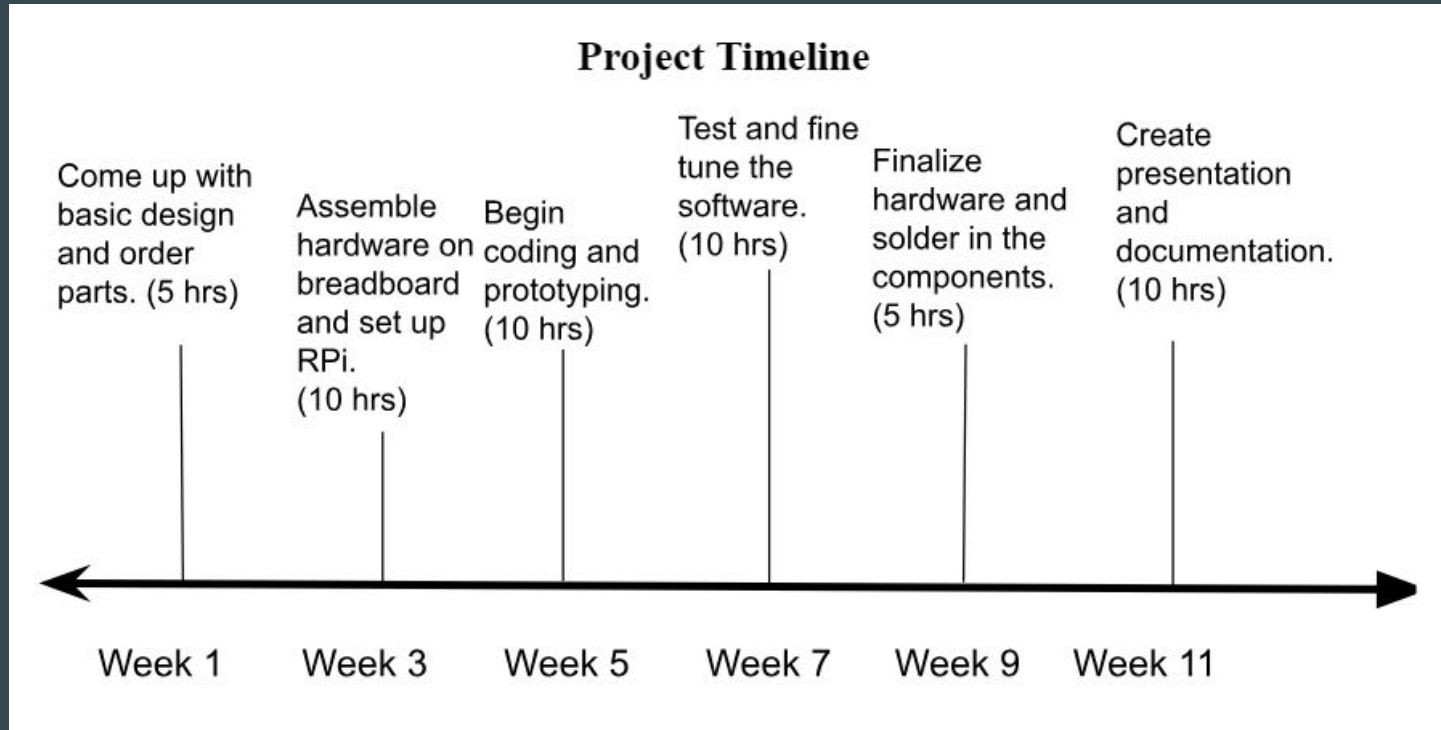 Project Timeline
Come up with
basic design
and order
parts. (5 hrs)
Assemble
hardware on
breadboard
and set up
RPi.
(10 hrs)
Begin
coding and
prototyping.
(10 hrs)
Test and fine
tune the
software.
(10 hrs)
Finalize
hardware and
solder in the
components.
(5 hrs)
Create
presentation
and
documentation.
(10 hrs)
Week 1
Week 3
Week 5
Week 7
Week 9
Week 11